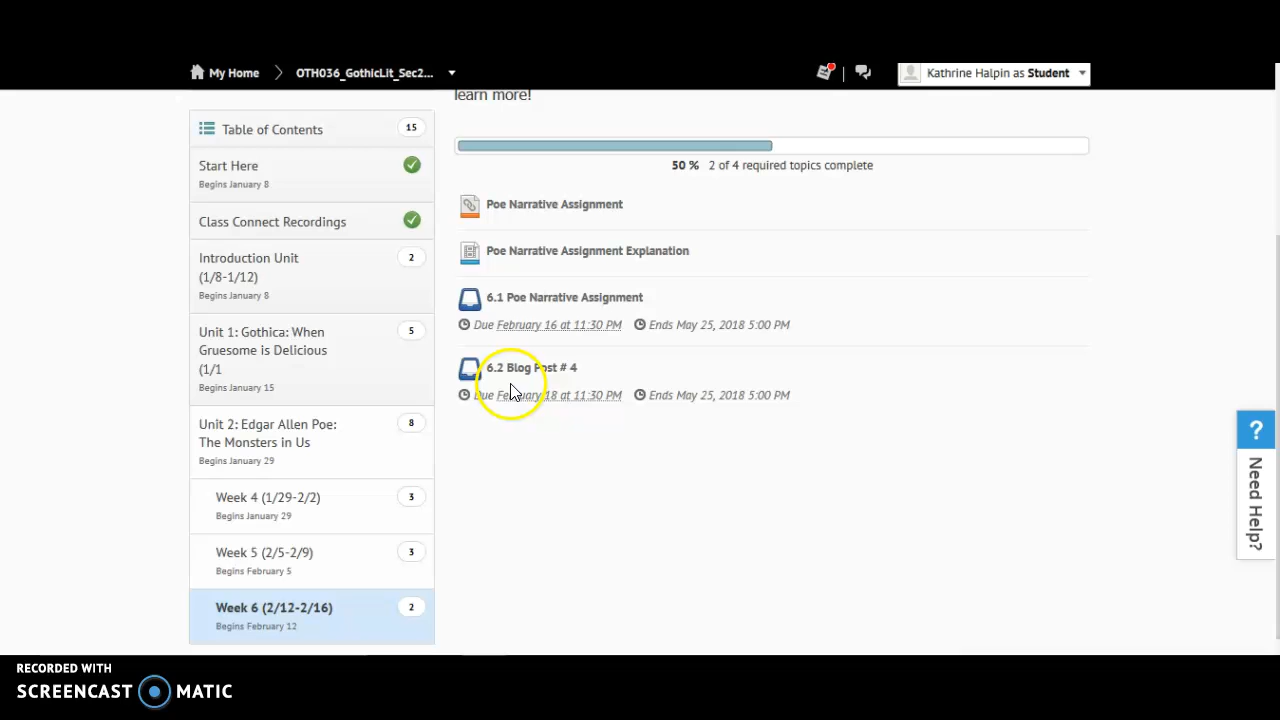 My Home
OTH036_GothicLit_Sec2...
Kathrine Halpin as Student
learn more!
Table of Contents
15
Start Here
Begins January 8
Class Connect Recordings
Introduction Unit
(1/8-1/12)
2
Begins January 8
Unit 1: Gothica: When
Gruesome is Delicious
(1/1
5
Begins January 15
Unit 2: Edgar Allen Poe:
The Monsters in Us
8
Begins January 29
Week 4 (1/29-2/2)
3
Begins January 29
Week 5 (2/5-2/9)
3
Begins February 5
Week 6 (2/12-2/16)
2
Begins February 12
50 % 2 of 4 required topics complete
Poe Narrative Assignment
Poe Narrative Assignment Explanation
6.1 Poe Narrative Assignment
Due February 16 at 11:30 PM Ends May 25, 2018 5:00 PM
6.2 Blog Post # 4
Due February 18 at 11:30 PM Ends May 25, 2018 5:00 PM
? Need Help?
RECORDED WITH
SCREENCAST MATIC